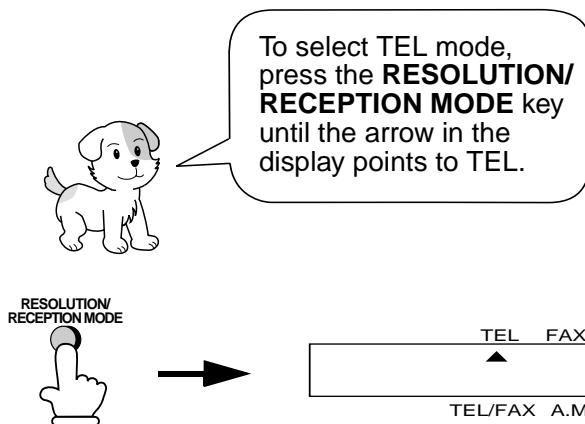 To select TEL mode,
press the RESOLUTION/
RECEPTION MODE key
until the arrow in the
display points to TEL.
RESOLUTION/
RECEPTION MODE
TEL FAX
TEL/FAX A.M